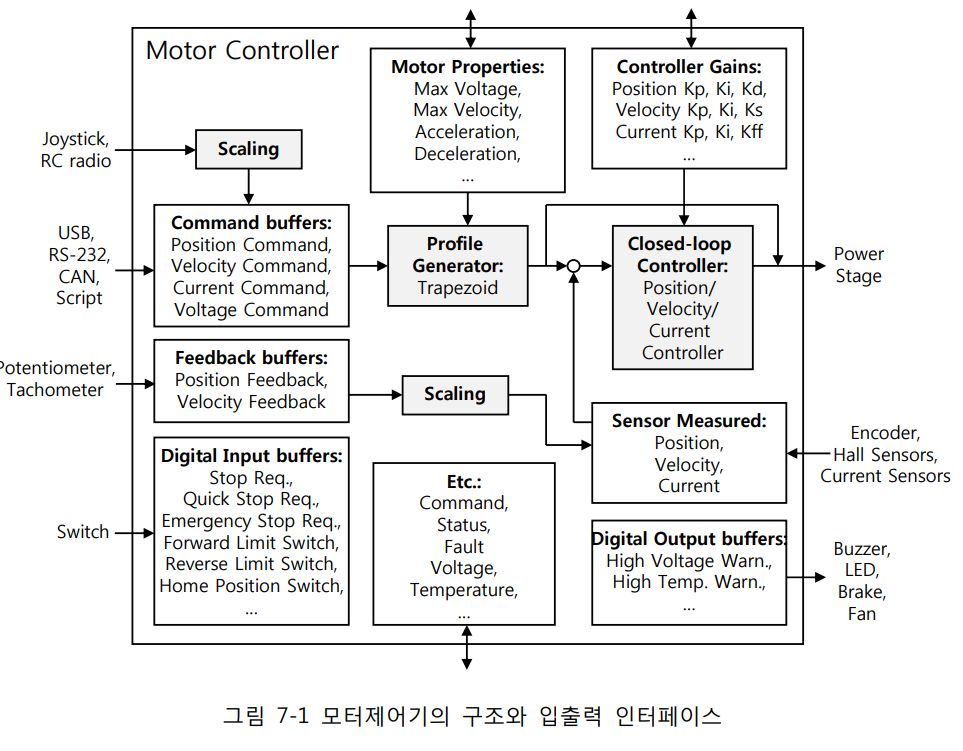 Motor Controller
Motor Properties:
Max Voltage,
Max Velocity,
Acceleration,
Deceleration,
...
Controller Gains:
Position Kp, Ki, Kd,
Velocity Kp, Ki, Ks
Current Kp, Ki, Kff
...
Joystick,
RC radio
Scaling
USB,
RS-232,
CAN,
Script
Command buffers:
Position Command,
Velocity Command,
Current Command,
Voltage Command
Profile
Generator:
Trapezoid
Closed-loop
Controller:
Position/
Velocity/
Current
Controller
Power
Stage
Potentiometer,
Tachometer
Feedback buffers:
Position Feedback,
Velocity Feedback
Scaling
Sensor Measured:
Position,
Velocity,
Current
Encoder,
Hall Sensors,
Current Sensors
Switch
Digital Input buffers:
Stop Req.,
Quick Stop Req.,
Emergency Stop Req.,
Forward Limit Switch,
Reverse Limit Switch,
Home Position Switch,
...
Etc.:
Command,
Status,
Fault
Voltage,
Temperature,
...
Digital Output buffers:
High Voltage Warn.,
High Temp. Warn.,
...
Buzzer,
LED,
Brake,
Fan
그림 7-1 모터제어기의 구조와 입출력 인터페이스